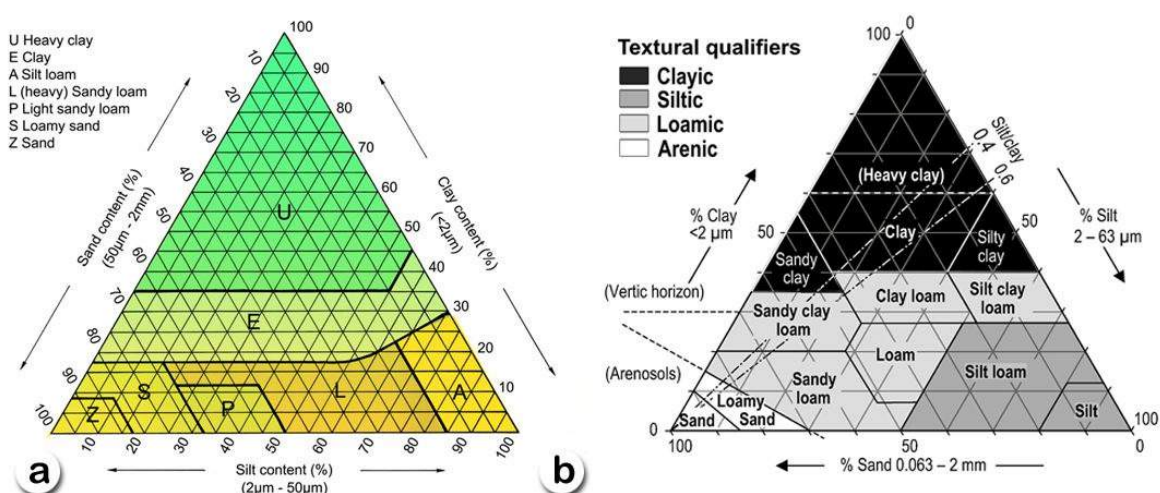 U Heavy clay
E Clay
A Silt loam
L (heavy) Sandy loam
P Light sandy loam
S Loamy sand
Z Sand
Sand content (%)
(50µm - 2mm)
10
20
30
40
50
60
70
80
90
100
Clay content (%)
(<2µm)
100
90
80
70
60
50
40
30
20
10
U
E
S
Z
P
L
A
10
20
30
40
50
60
70
80
90
100
Silt content (%)
(2µm - 50µm)
a
Textural qualifiers
Clayic
Siltic
Loamic
Arenic
100
0
Silt/clay
0.4
0.6
(Heavy clay)
% Clay
<2 µm
50
50
% Silt
2 – 63 µm
Clay
Silty
clay
Sandy
clay
(Vertic horizon)
Clay loam
Silt clay
loam
Sandy clay
loam
Loam
(Arenosols)
Silt loam
Sandy
loam
Loamy
Sand
Sand
Silt
0
100
100
50
0
% Sand 0.063 – 2 mm
b